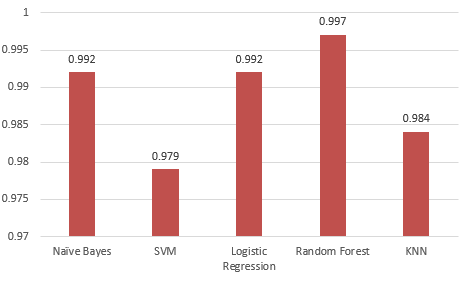 1
0.997
0.995
0.992
0.992
0.99
0.985
0.984
0.98
0.979
0.975
0.97
Naïve Bayes
SVM
Logistic
Regression
Random Forest
KNN